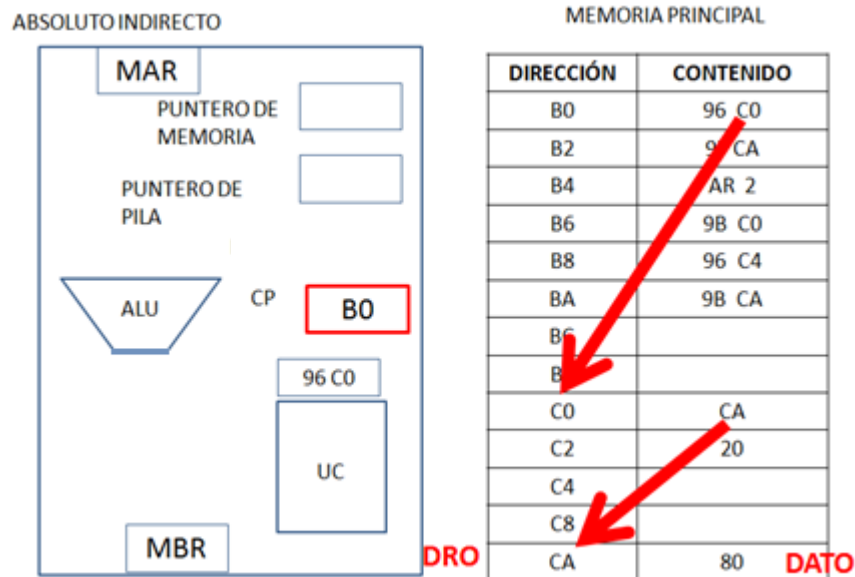 ABSOLUTO INDIRECTO
MEMORIA PRINCIPAL
MAR
PUNTERO DE
MEMORIA
PUNTERO DE
PILA
ALU
CP
B0
96 C0
UC
MBR
DRO
DIRECCIÓN CONTENIDO
B0 96 C0
B2 CA
B4 AR 2
B6 9B C0
B8 96 C4
BA 9B CA
C0 CA
C2 20
C4
C8
CA 80 DATO